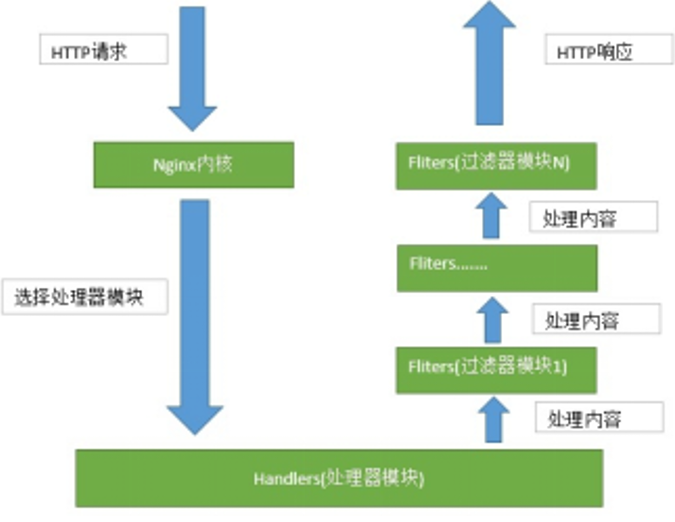 HTTP请求
HTTP响应
Nginx内核
Fliters(过滤器模块N)
处理内容
Fliters.......
选择处理器模块
处理内容
Fliters(过滤器模块1)
处理内容
Handlers(处理器模块)